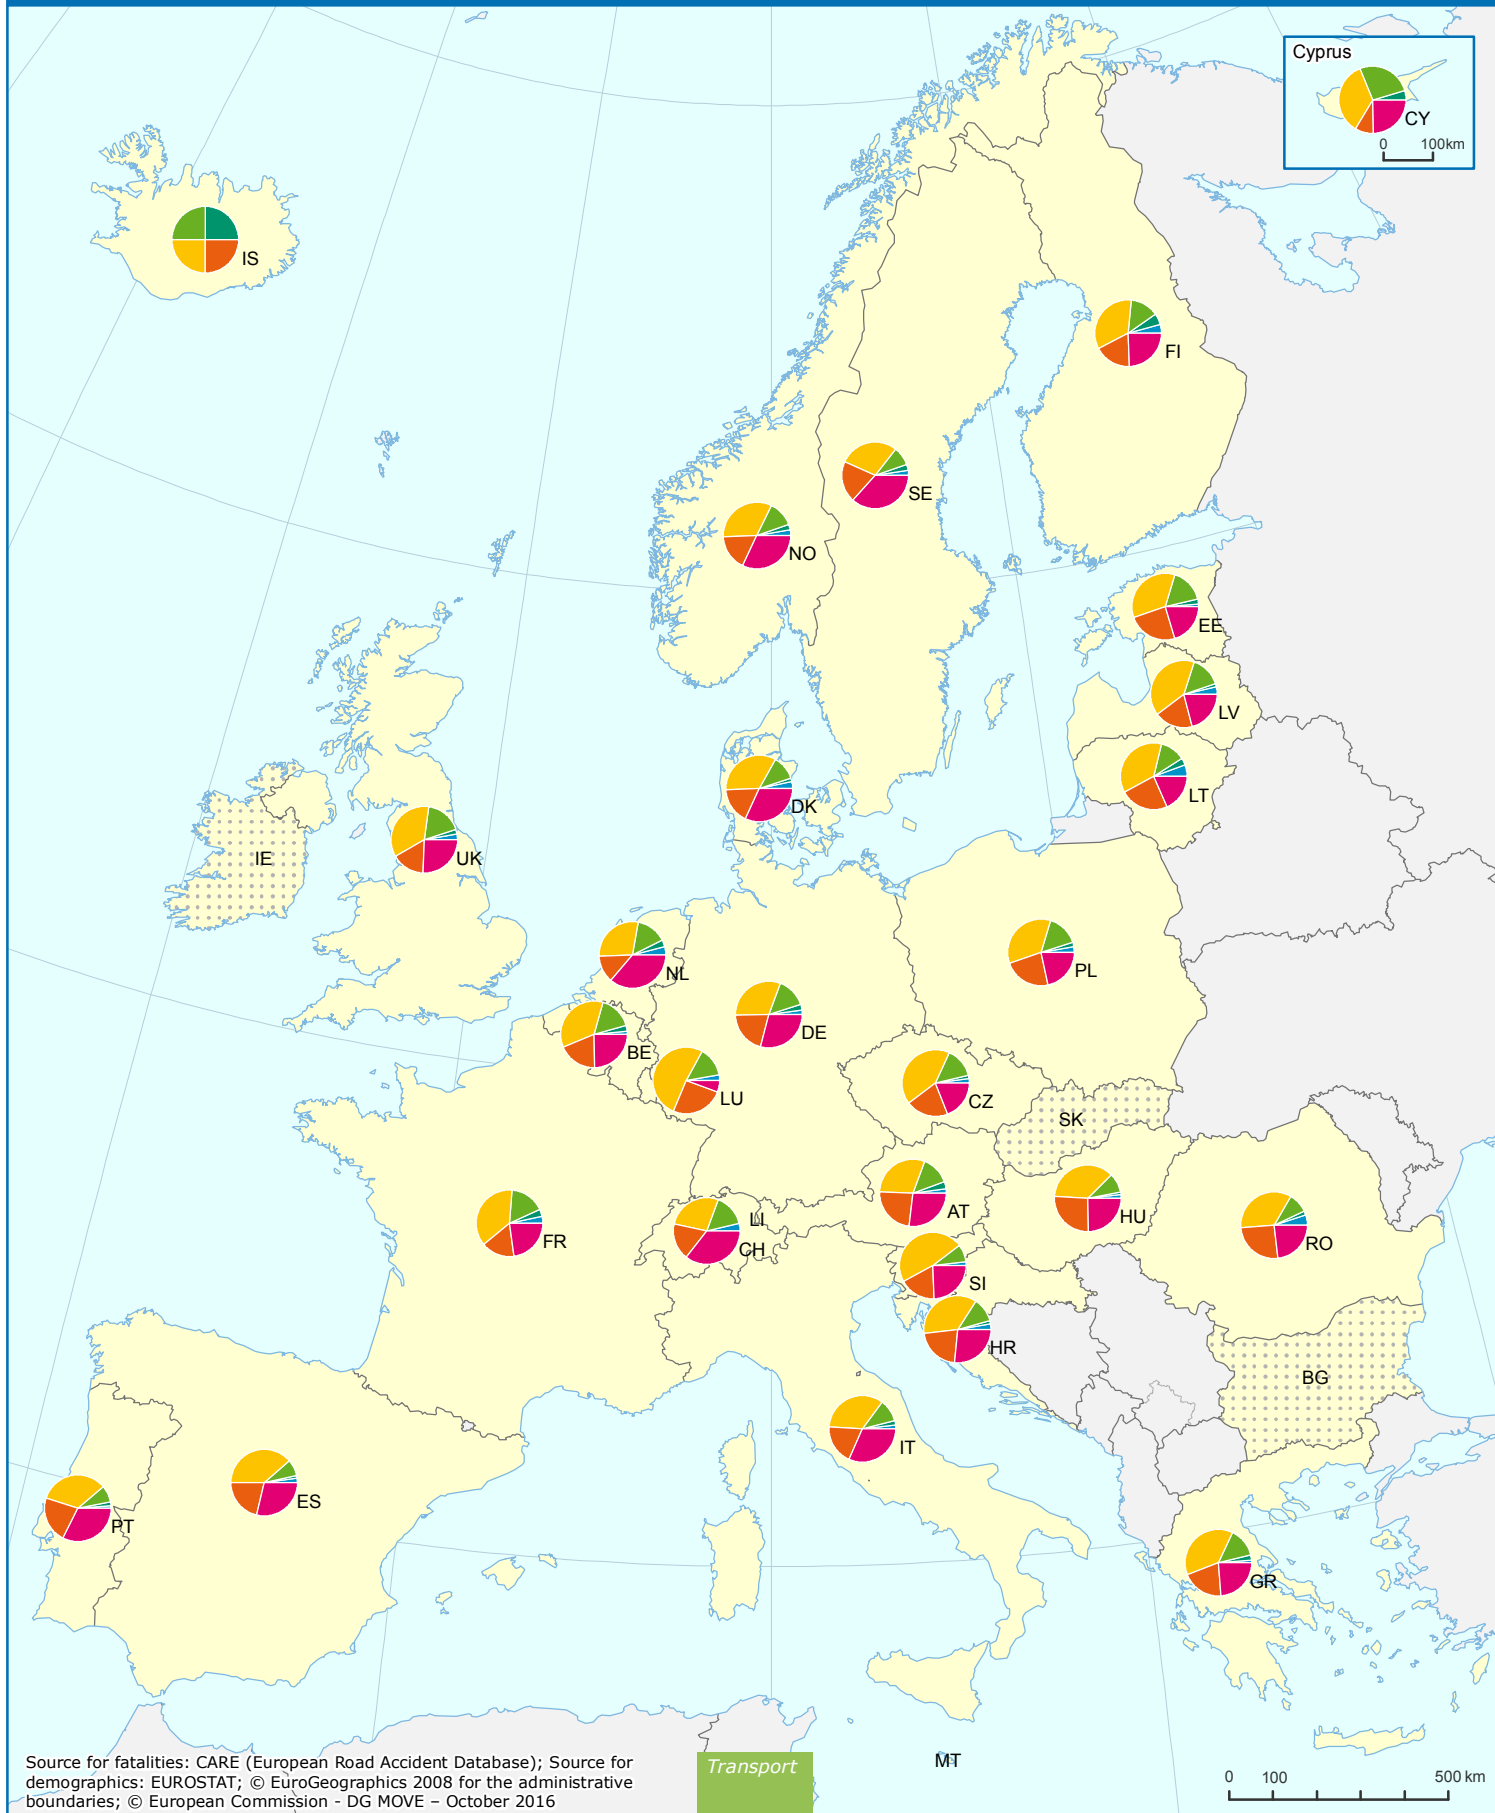 Cyprus
CY
0 100km
IS
FI
SE
NO
EE
LV
LT
DK
IE
UK
NL
PL
DE
BE
LU
CZ
SK
AT
HU
RO
FR
LI
CH
SI
HR
BG
IT
PT
ES
GR
MT
Source for fatalities: CARE (European Road Accident Database); Source for
demographics: EUROSTAT; © EuroGeographics 2008 for the administrative
boundaries; © European Commission - DG MOVE – October 2016
Transport
0 100 500 km